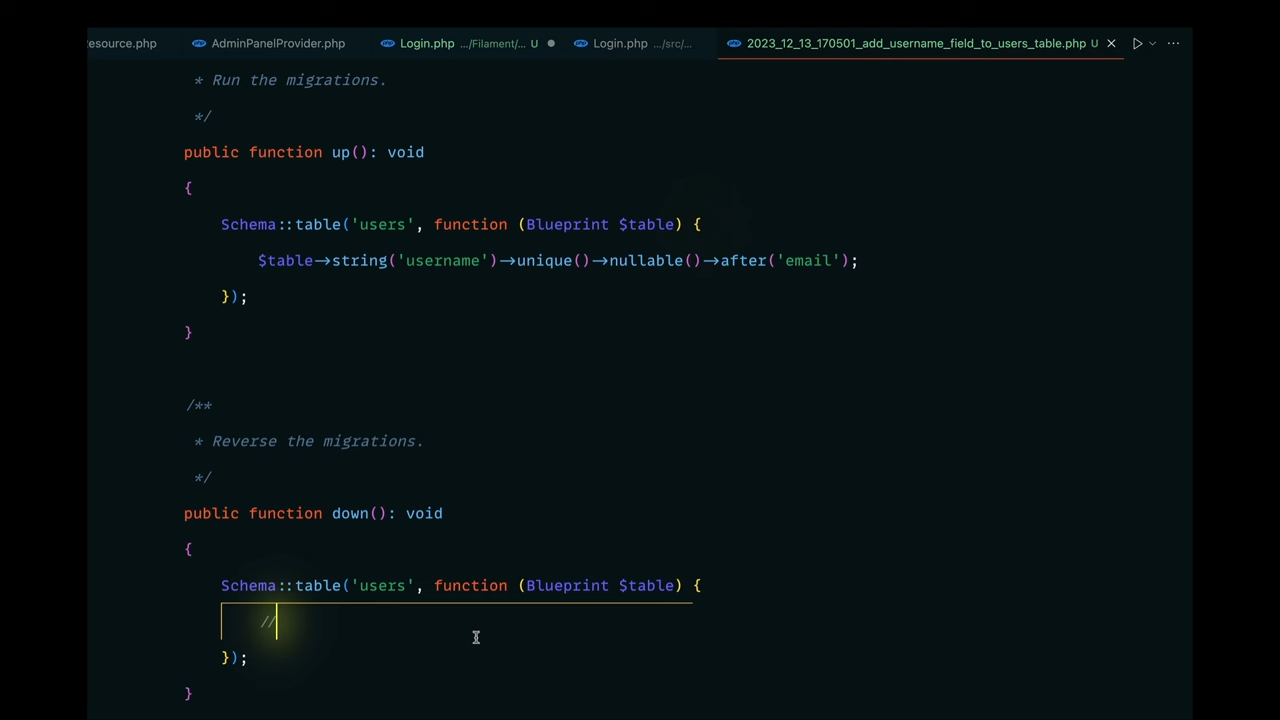 esource.php AdminPanelProvider.php Login.php .../Filament/... U Login.php .../src/... 2023_12_13_170501_add_username_field_to_users_table.php U
* Run the migrations.
*/
public function up(): void
{
Schema::table('users', function (Blueprint $table) {
$table->string('username')->unique()->nullable()->after('email');
});
}
/**
* Reverse the migrations.
*/
public function down(): void
{
Schema::table('users', function (Blueprint $table) {
//
});
}